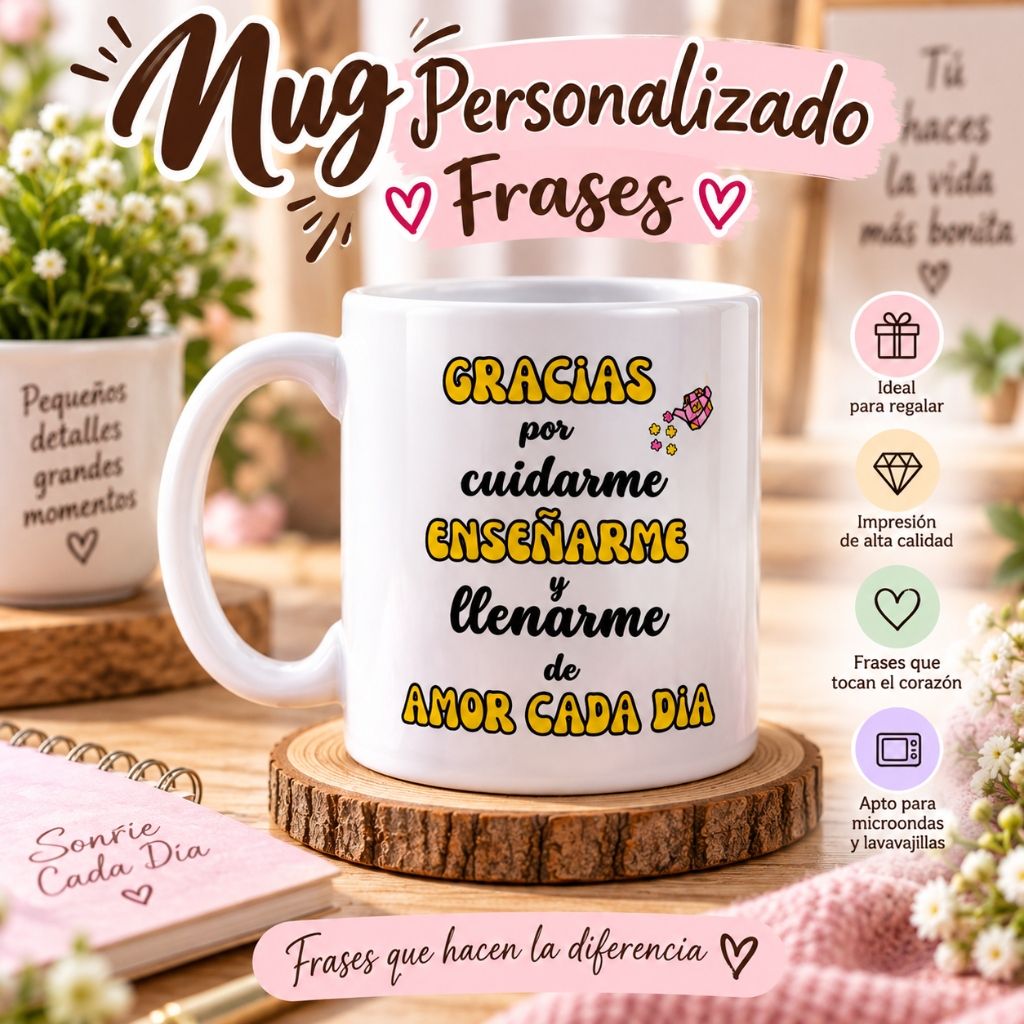 Mug Personalizado
Frases
Tú
haces
la vida
más bonita
Pequeños
detalles
grandes
momentos
GRACIAS
por
cuidarme
ENSEÑARME
y
llenarme
de
AMOR CADA DIA
Ideal
para regalar
Impresión
de alta calidad
Frases que
tocan el corazón
Apto para
microondas
y lavavajillas
Sonríe
Cada Día
Frases que hacen la diferencia